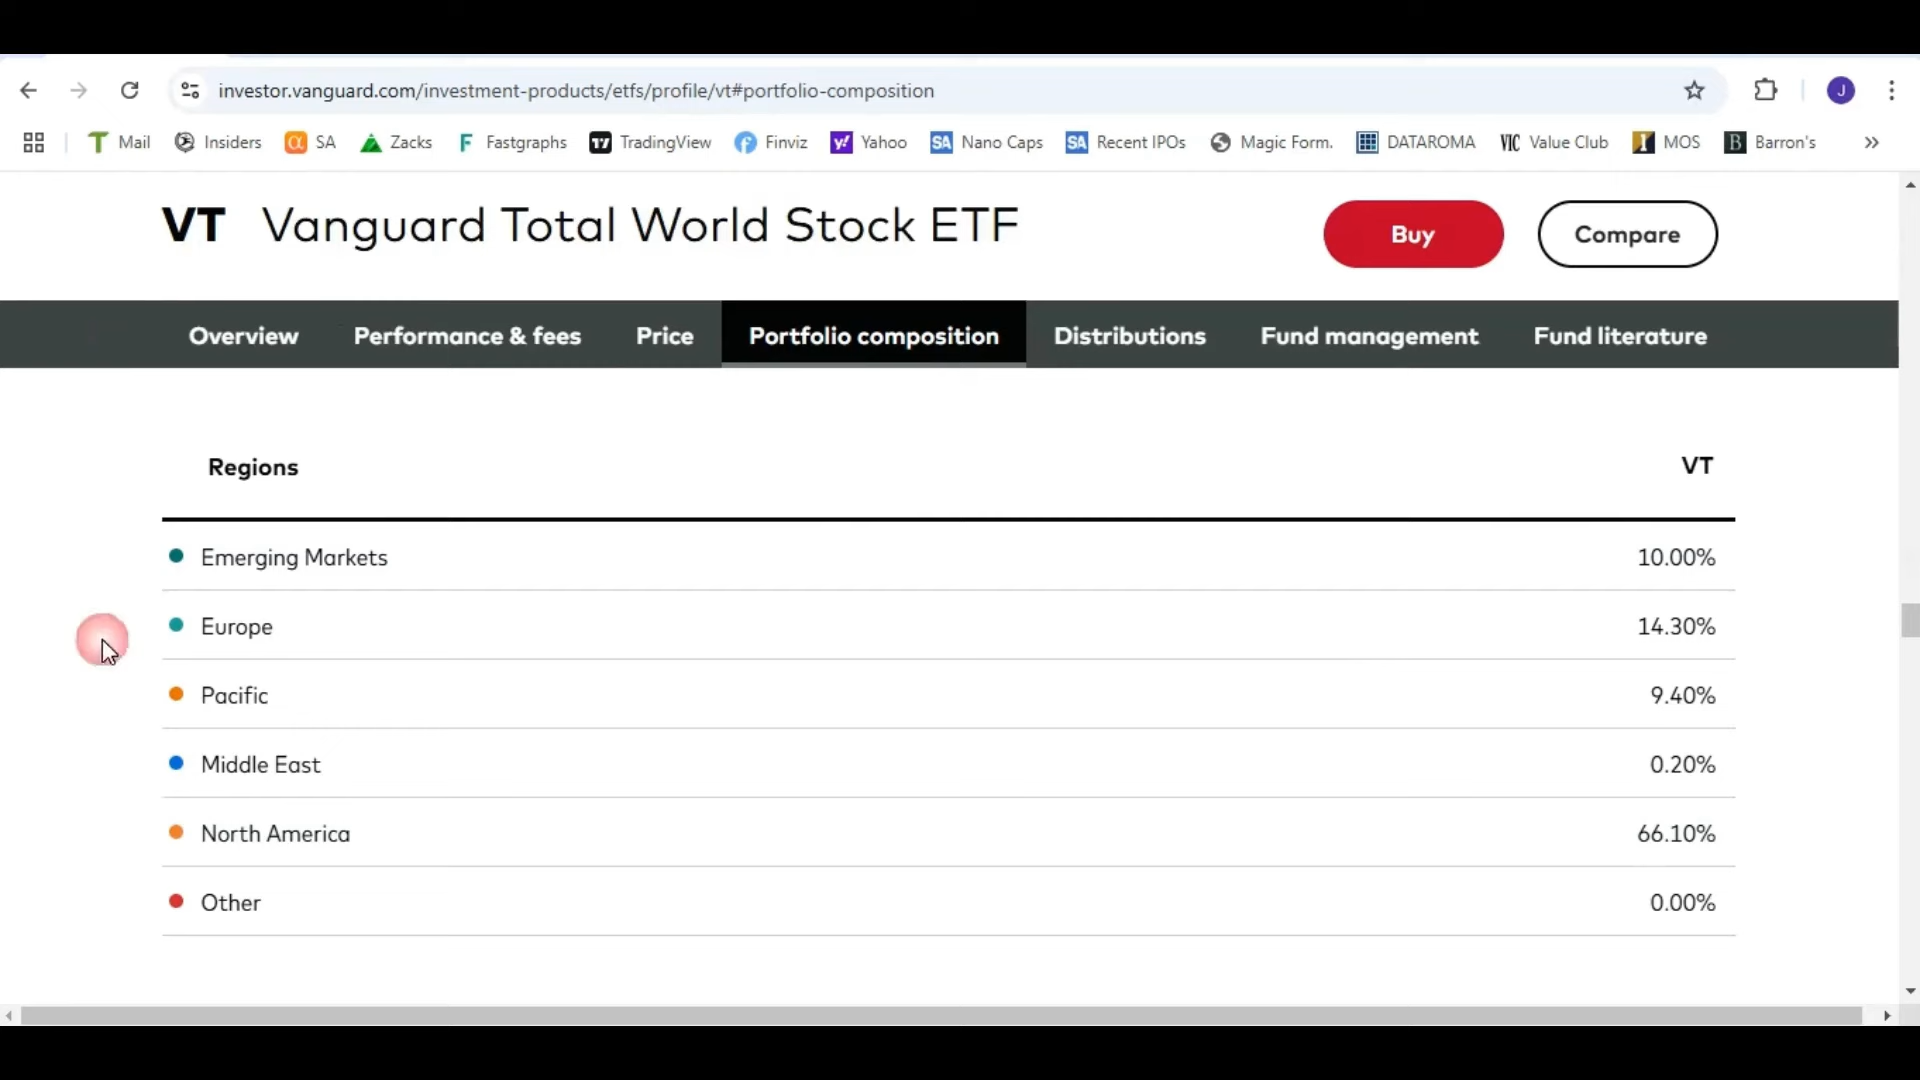 investor.vanguard.com/investment-products/etfs/profile/vt#portfolio-composition
J
Mail Insiders SA Zacks Fastgraphs TradingView Finviz Yahoo SA Nano Caps SA Recent IPOs Magic Form. DATAROMA VIC Value Club MOS B Barron's
VT Vanguard Total World Stock ETF
Buy Compare
Overview Performance & fees Price Portfolio composition Distributions Fund management Fund literature
Regions VT
Emerging Markets 10.00%
Europe 14.30%
Pacific 9.40%
Middle East 0.20%
North America 66.10%
Other 0.00%